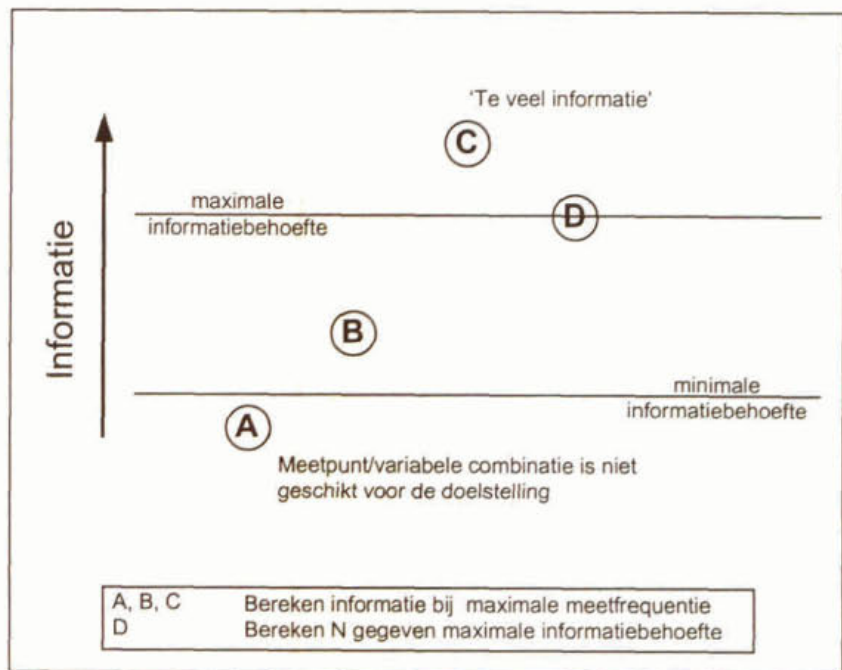 'Te veel informatie'
C
maximale
informatiebehoefte
D
Informatie
B
minimale
informatiebehoefte
A
Meetpunt/variabele combinatie is niet
geschikt voor de doelstelling
A, B, C Bereken informatie bij maximale meetfrequentie
D Bereken N gegeven maximale informatiebehoefte